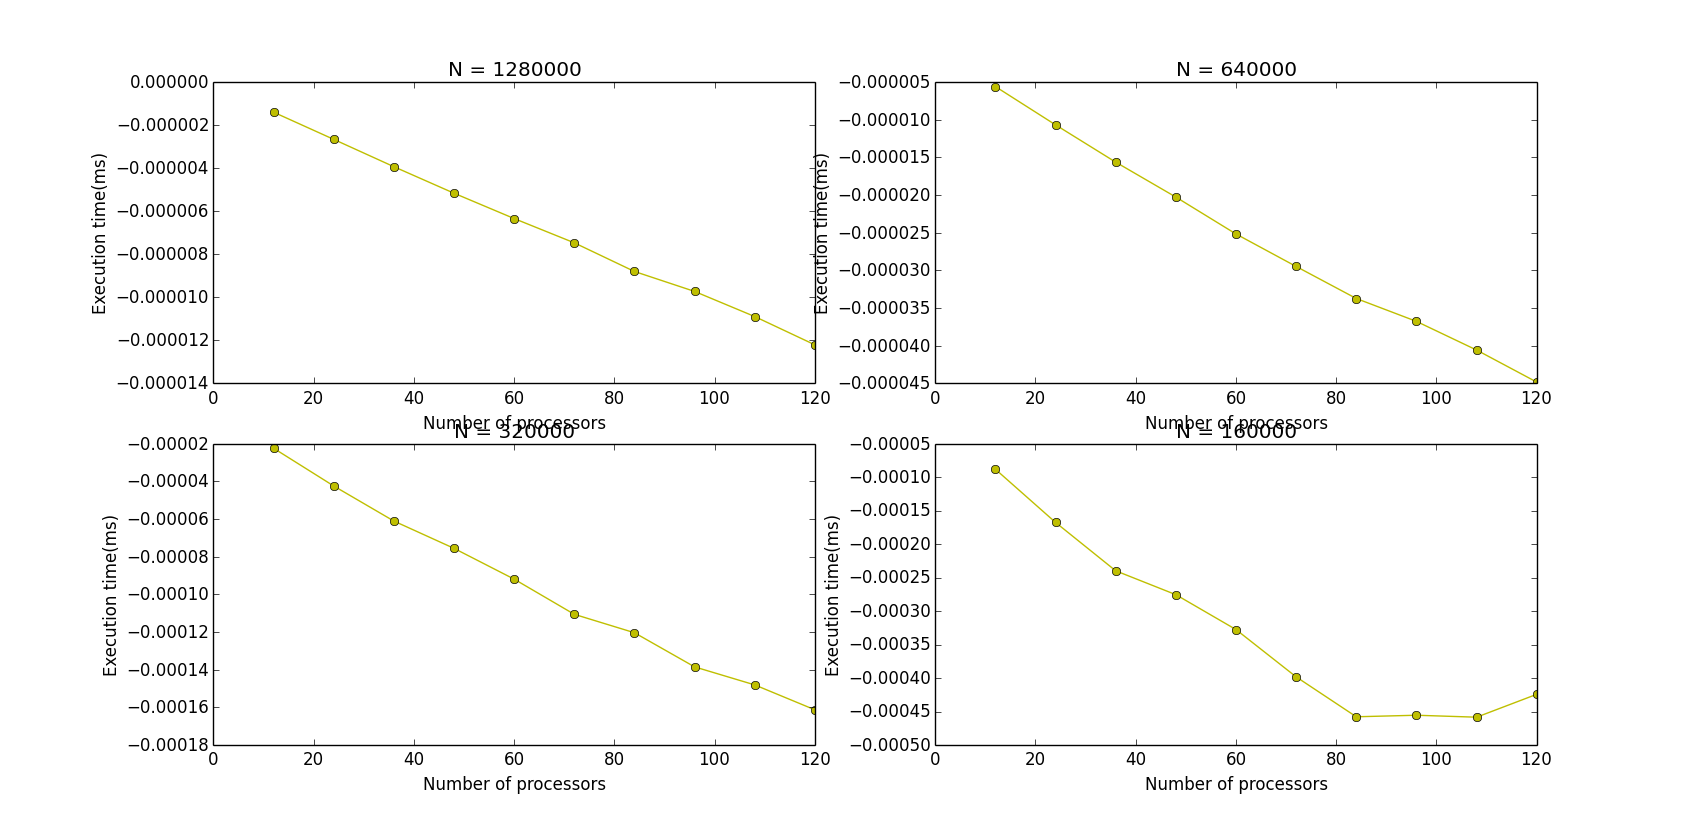 N = 1280000
0.000000
−0.000002
−0.000004
−0.000006
−0.000008
−0.000010
−0.000012
−0.000014
Execution time(ms)
0 20 40 60 80 100 120
Number of processors
N = 640000
−0.000005
−0.000010
−0.000015
−0.000020
−0.000025
−0.000030
−0.000035
−0.000040
−0.000045
Execution time(ms)
0 20 40 60 80 100 120
Number of processors
N = 320000
−0.00002
−0.00004
−0.00006
−0.00008
−0.00010
−0.00012
−0.00014
−0.00016
−0.00018
Execution time(ms)
0 20 40 60 80 100 120
Number of processors
N = 160000
−0.00005
−0.00010
−0.00015
−0.00020
−0.00025
−0.00030
−0.00035
−0.00040
−0.00045
−0.00050
Execution time(ms)
0 20 40 60 80 100 120
Number of processors